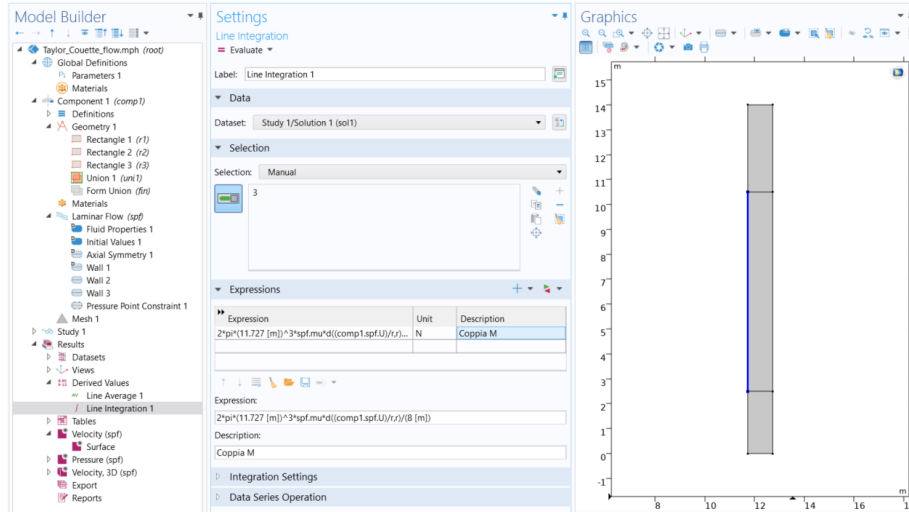 Model Builder
Taylor_Couette_flow.mph (root)
Global Definitions
Pi Parameters 1
Materials
Component 1 (comp1)
Definitions
Geometry 1
Rectangle 1 (r1)
Rectangle 2 (r2)
Rectangle 3 (r3)
Union 1 (uni1)
Form Union (fin)
Materials
Laminar Flow (spf)
Fluid Properties 1
Initial Values 1
Axial Symmetry 1
Wall 1
Wall 2
Wall 3
Pressure Point Constraint 1
Mesh 1
Study 1
Results
Datasets
Views
Derived Values
Line Average 1
Line Integration 1
Tables
Velocity (spf)
Surface
Pressure (spf)
Velocity, 3D (spf)
Export
Reports
Settings
Line Integration
= Evaluate
Label: Line Integration 1
Data
Dataset: Study 1/Solution 1 (sol1)
Selection
Selection: Manual
3
Expressions
Expression Unit Description
2*pi*(11.727 [m])^3*spf.mu*d((comp1.spf.U)/r,r)... N Coppia M
Expression:
2*pi*(11.727 [m])^3*spf.mu*d((comp1.spf.U)/r,r)/(8 [m])
Description:
Coppia M
Integration Settings
Data Series Operation
Graphics
m
15
14
13
12
11
10
9
8
7
6
5
4
3
2
1
0
-1
m
8 10 12 14 16 1